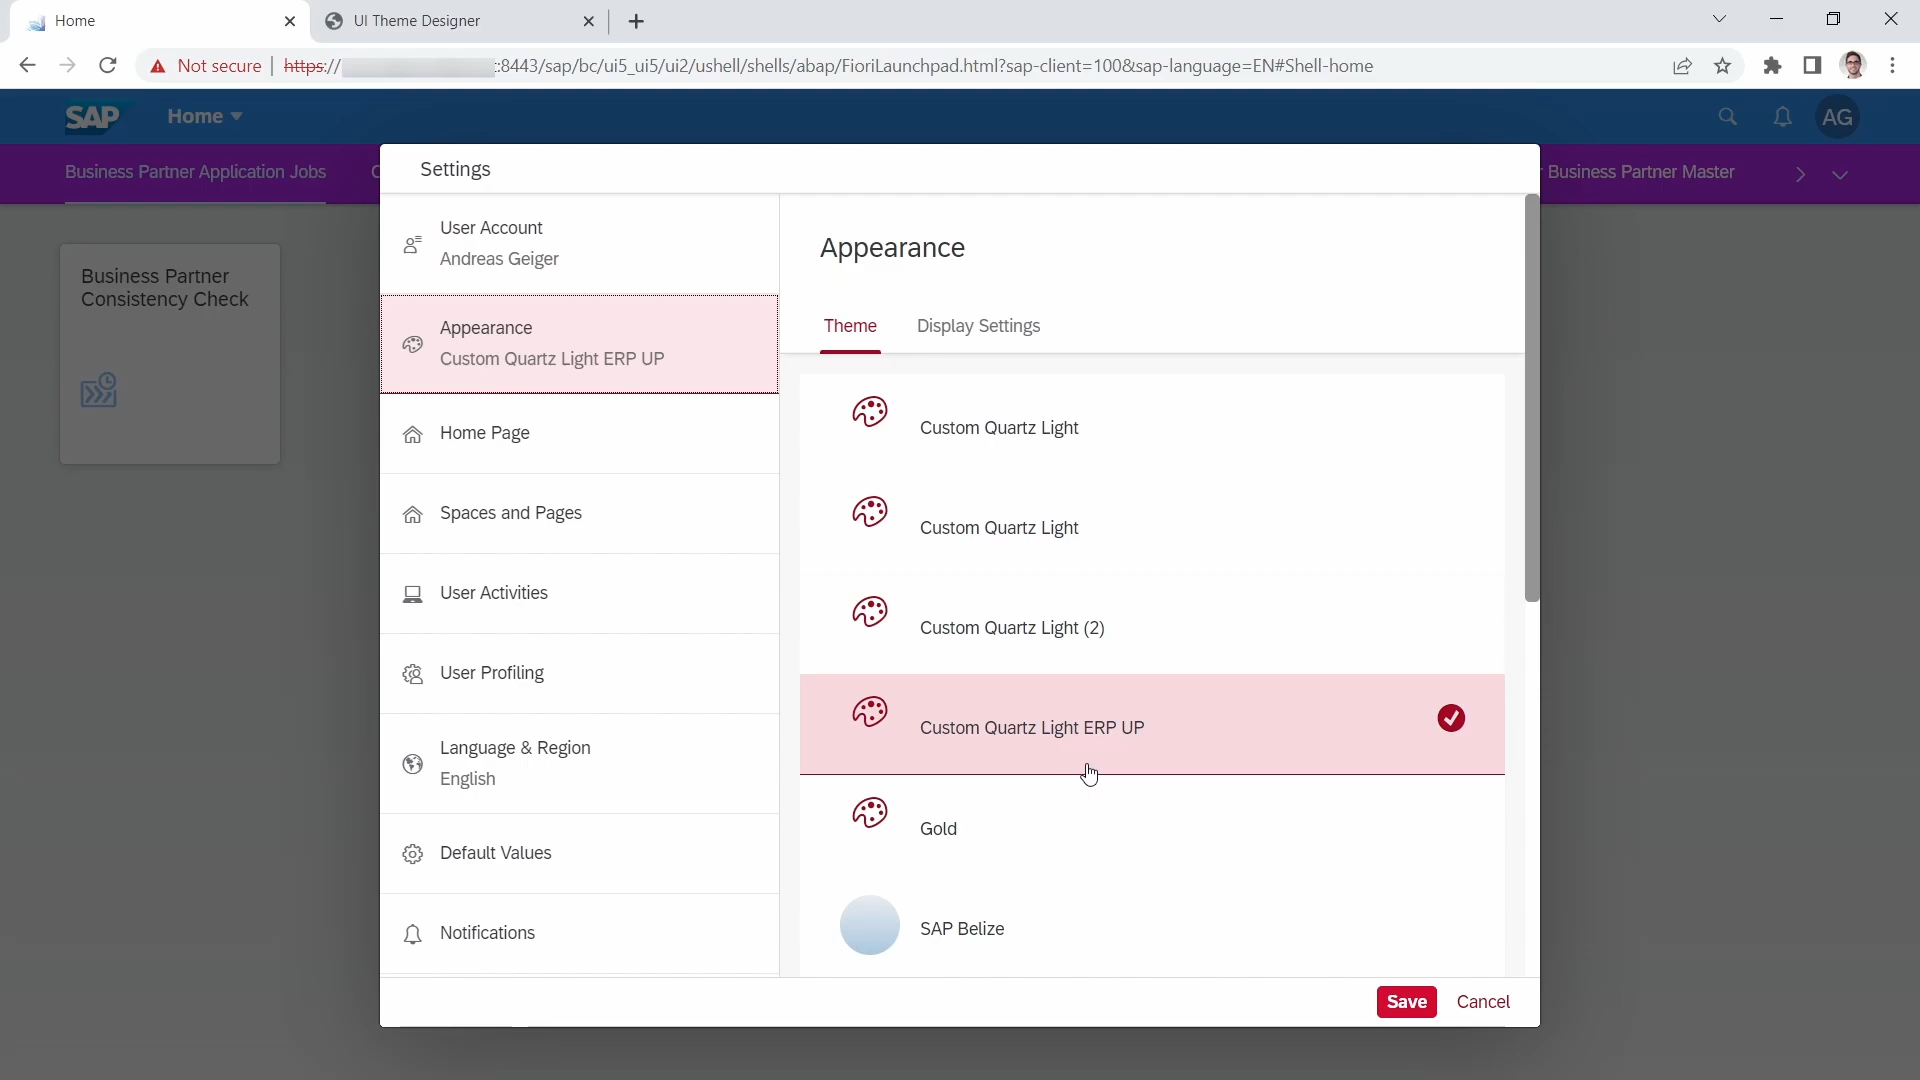 Home
UI Theme Designer
Not secure
https://
:8443/sap/bc/ui5_ui5/ui2/ushell/shells/abap/FioriLaunchpad.html?sap-client=100&sap-language=EN#Shell-home
SAP
Home
AG
Business Partner Application Jobs
Business Partner Master
Business Partner
Consistency Check
Settings
User Account
Andreas Geiger
Appearance
Custom Quartz Light ERP UP
Home Page
Spaces and Pages
User Activities
User Profiling
Language & Region
English
Default Values
Notifications
Appearance
Theme
Display Settings
Custom Quartz Light
Custom Quartz Light
Custom Quartz Light (2)
Custom Quartz Light ERP UP
Gold
SAP Belize
Save
Cancel